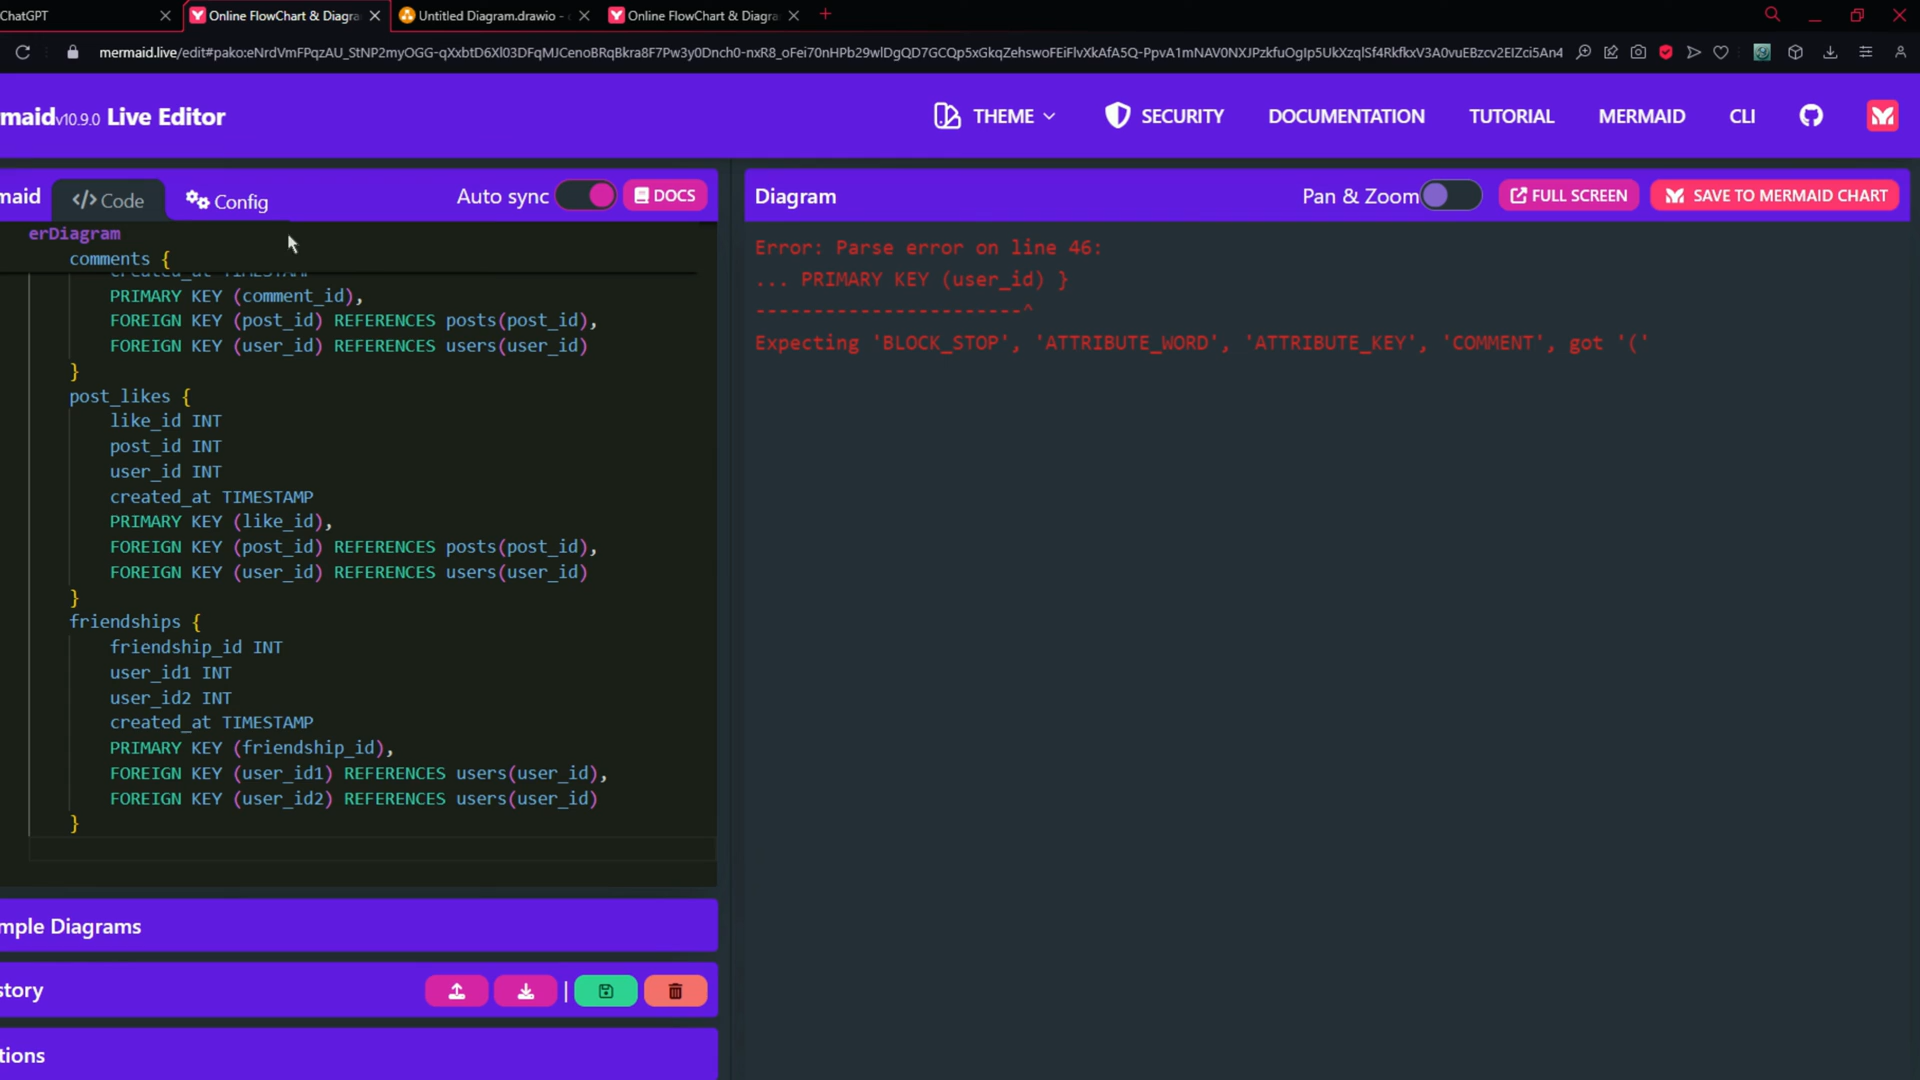 ChatGPT
Online FlowChart & Diagra
Untitled Diagram.drawio -
Online FlowChart & Diagra
mermaid.live/edit#pako:eNrdVmFPqzAU_StNP2myOGG-qXxbtD6Xl03DFqMJCenoBRqBkra8F7Pw3y0Dnch0-nxR8_oFei70nHPb29wlDgQD7GCQp5xGkqZehswoFEiFlvXkAfA5Q-PpvA1mNAV0NXJPzkfuOgIp5UkXzqlSf4RkfkxV3A0vuEBzcv2EIZci5An4
maidv10.9.0 Live Editor
THEME
SECURITY
DOCUMENTATION
TUTORIAL
MERMAID
CLI
maid
Code
Config
Auto sync
DOCS
Diagram
Pan & Zoom
FULL SCREEN
SAVE TO MERMAID CHART
erDiagram
comments {
created_at TIMESTAMP
PRIMARY KEY (comment_id),
FOREIGN KEY (post_id) REFERENCES posts(post_id),
FOREIGN KEY (user_id) REFERENCES users(user_id)
}
post_likes {
like_id INT
post_id INT
user_id INT
created_at TIMESTAMP
PRIMARY KEY (like_id),
FOREIGN KEY (post_id) REFERENCES posts(post_id),
FOREIGN KEY (user_id) REFERENCES users(user_id)
}
friendships {
friendship_id INT
user_id1 INT
user_id2 INT
created_at TIMESTAMP
PRIMARY KEY (friendship_id),
FOREIGN KEY (user_id1) REFERENCES users(user_id),
FOREIGN KEY (user_id2) REFERENCES users(user_id)
}
Error: Parse error on line 46:
... PRIMARY KEY (user_id) }
-----------------------^
Expecting 'BLOCK_STOP', 'ATTRIBUTE_WORD', 'ATTRIBUTE_KEY', 'COMMENT', got '('
mple Diagrams
story
tions